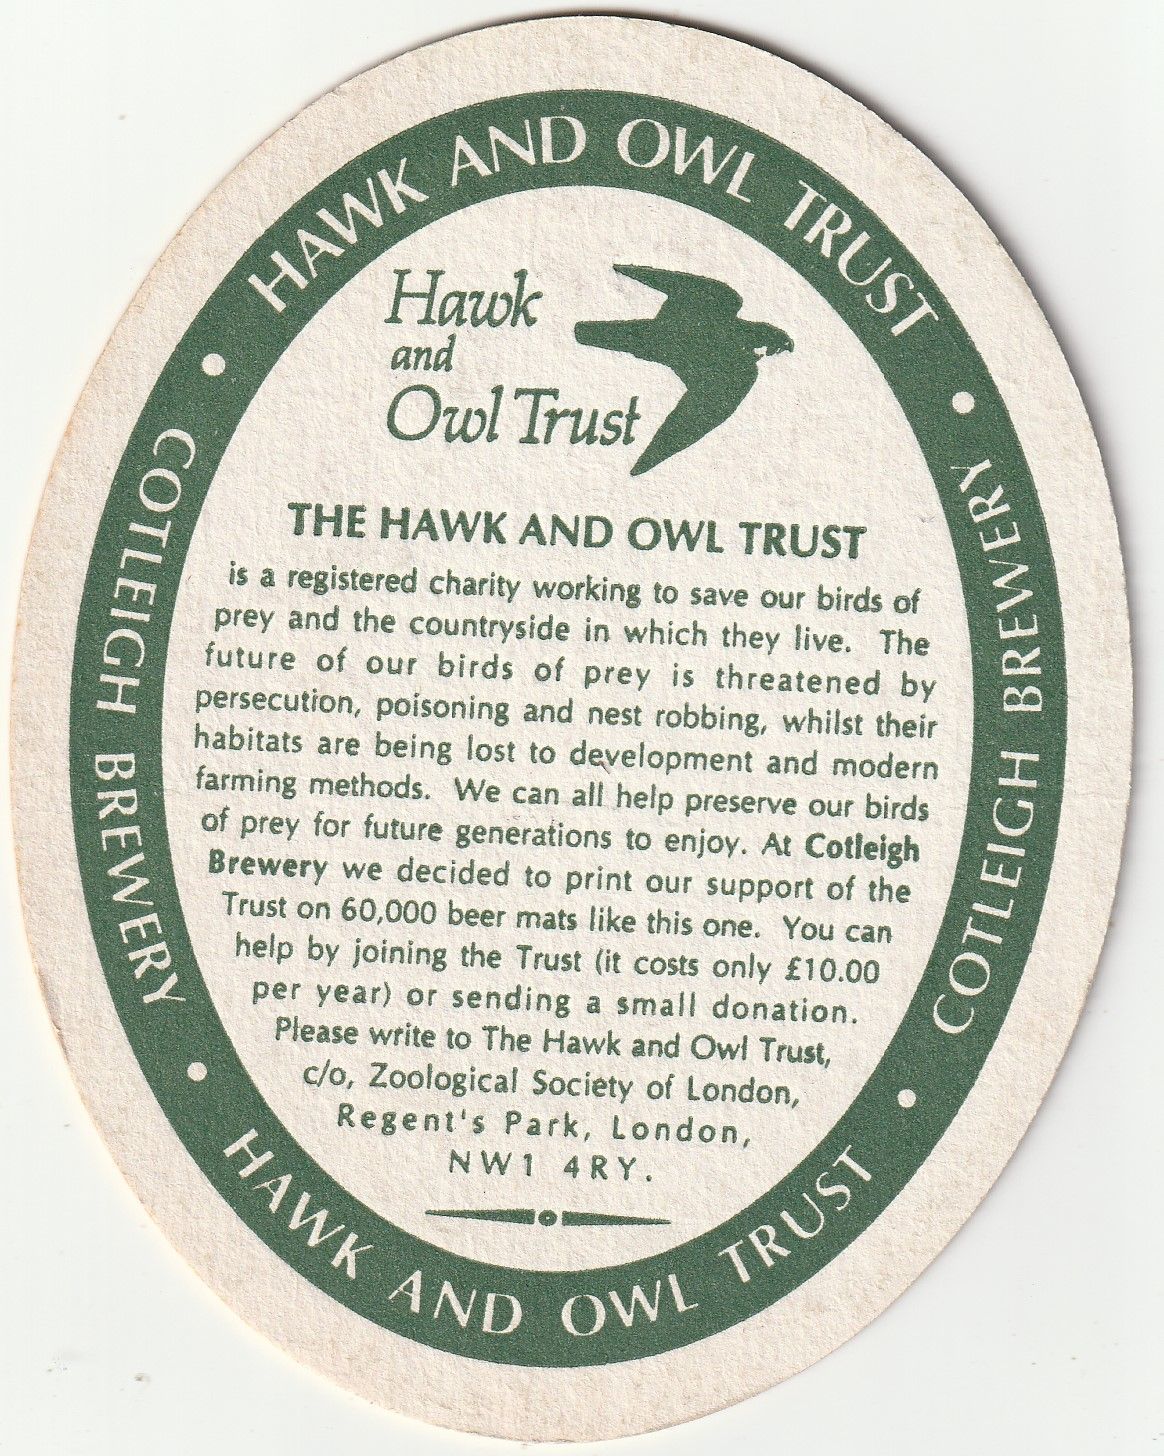 HAWK AND OWL TRUST
COTLEIGH BREWERY
COTLEIGH BREWERY
Hawk
and
Owl Trust
THE HAWK AND OWL TRUST
is a registered charity working to save our birds of
prey and the countryside in which they live. The
future of our birds of prey is threatened by
persecution, poisoning and nest robbing, whilst their
habitats are being lost to development and modern
farming methods. We can all help preserve our birds
of prey for future generations to enjoy. At Cotleigh
Brewery we decided to print our support of the
Trust on 60,000 beer mats like this one. You can
help by joining the Trust (it costs only £10.00
per year) or sending a small donation.
Please write to The Hawk and Owl Trust,
c/o, Zoological Society of London,
Regent's Park, London,
NW1 4RY.
HAWK AND OWL TRUST